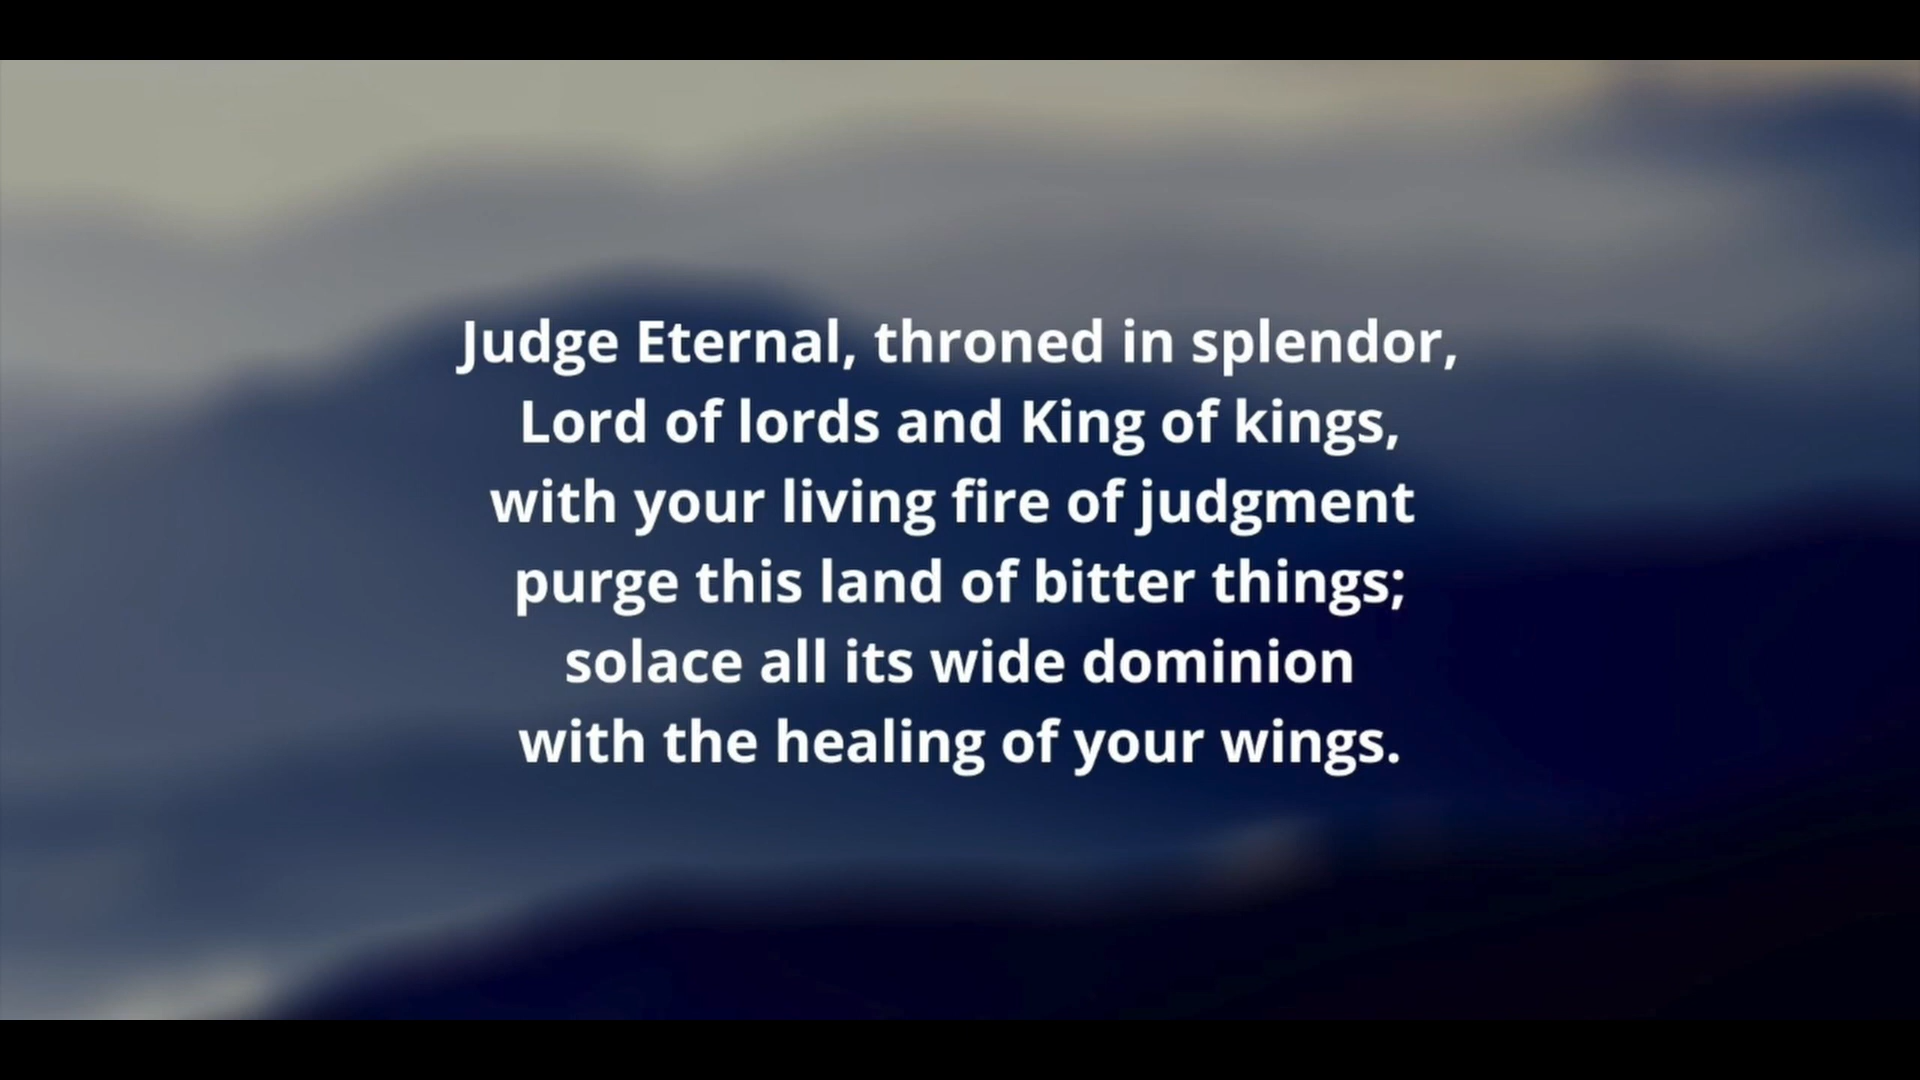 Judge Eternal, throned in splendor,
Lord of lords and King of kings,
with your living fire of judgment
purge this land of bitter things;
solace all its wide dominion
with the healing of your wings.